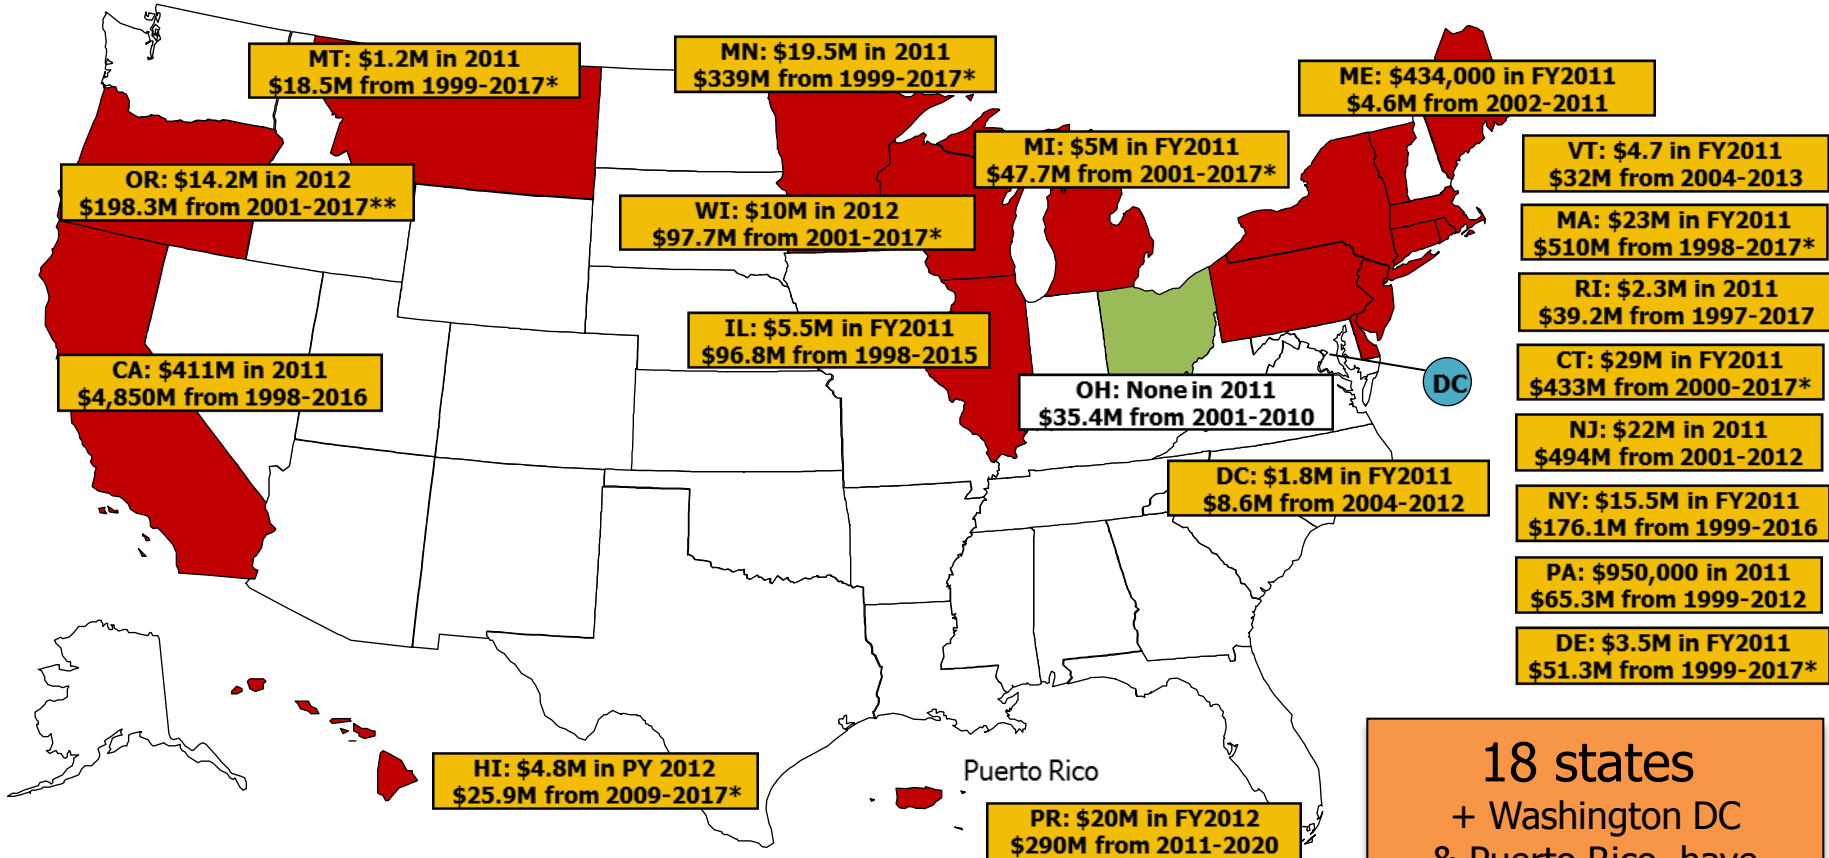 MT: $1.2M in 2011
$18.5M from 1999-2017*
MN: $19.5M in 2011
$339M from 1999-2017*
ME: $434,000 in FY2011
$4.6M from 2002-2011
MI: $5M in FY2011
$47.7M from 2001-2017*
VT: $4.7 in FY2011
$32M from 2004-2013
OR: $14.2M in 2012
$198.3M from 2001-2017**
WI: $10M in 2012
$97.7M from 2001-2017*
MA: $23M in FY2011
$510M from 1998-2017*
RI: $2.3M in 2011
$39.2M from 1997-2017
IL: $5.5M in FY2011
$96.8M from 1998-2015
CA: $411M in 2011
$4,850M from 1998-2016
CT: $29M in FY2011
$433M from 2000-2017*
OH: None in 2011
$35.4M from 2001-2010
DC
NJ: $22M in 2011
$494M from 2001-2012
DC: $1.8M in FY2011
$8.6M from 2004-2012
NY: $15.5M in FY2011
$176.1M from 1999-2016
PA: $950,000 in 2011
$65.3M from 1999-2012
DE: $3.5M in FY2011
$51.3M from 1999-2017*
HI: $4.8M in PY 2012
$25.9M from 2009-2017*
Puerto Rico
PR: $20M in FY2012
$290M from 2011-2020
18 states
+ Washington DC
& Puerto Rico have